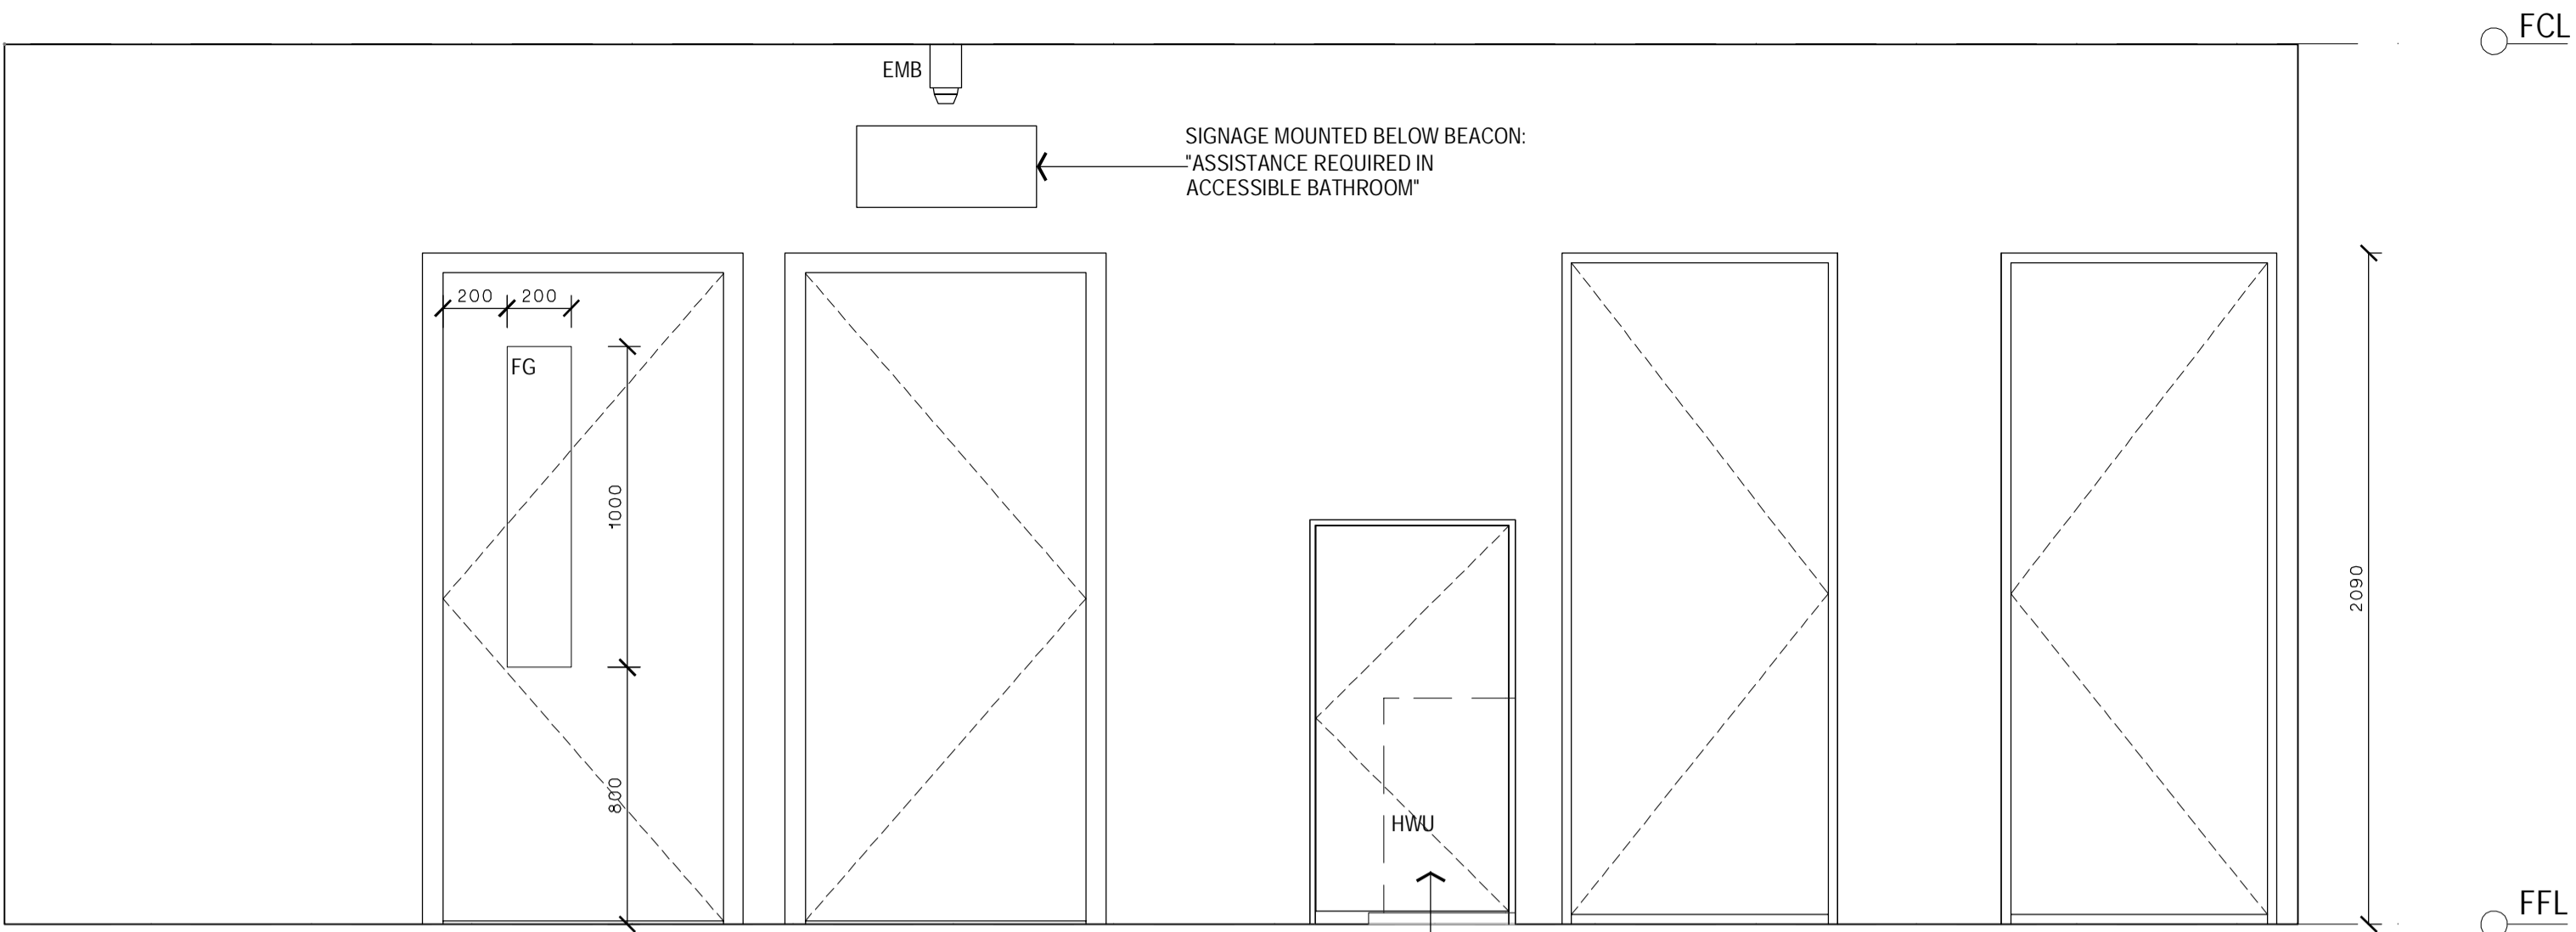 FCL
EMB
SIGNAGE MOUNTED BELOW BEACON:
"ASSISTANCE REQUIRED IN
ACCESSIBLE BATHROOM"
200 200
FG
1000
2090
800
HWU
FFL